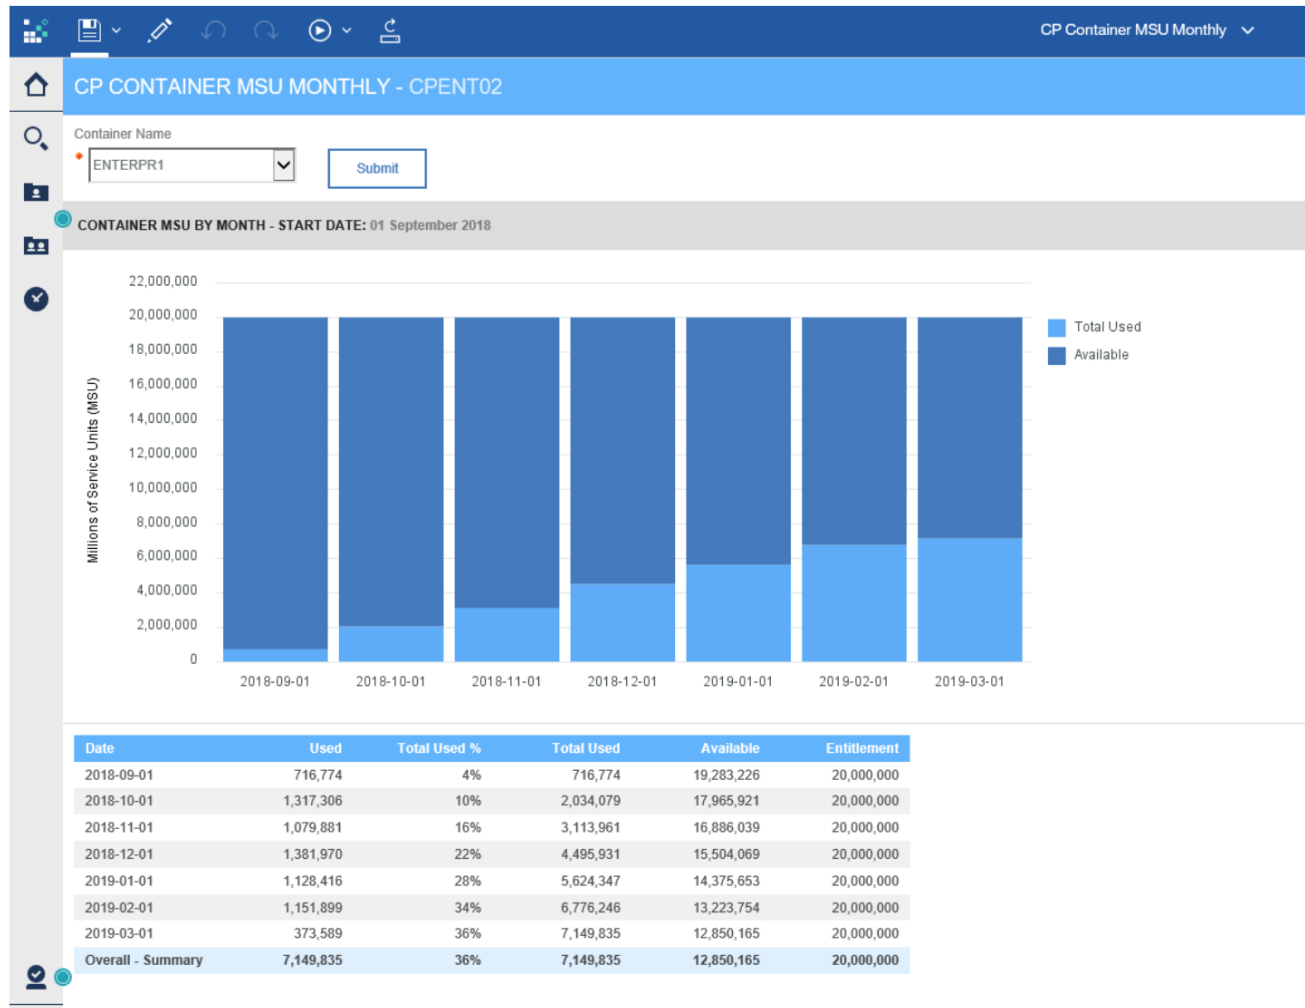 CP Container MSU Monthly
CP CONTAINER MSU MONTHLY - CPENT02
Container Name
* ENTERPR1
Submit
CONTAINER MSU BY MONTH - START DATE: 01 September 2018
Millions of Service Units (MSU)
22,000,000
20,000,000
18,000,000
16,000,000
14,000,000
12,000,000
10,000,000
8,000,000
6,000,000
4,000,000
2,000,000
0
2018-09-01 2018-10-01 2018-11-01 2018-12-01 2019-01-01 2019-02-01 2019-03-01
Total Used
Available
Date Used Total Used % Total Used Available Entitlement
2018-09-01 716,774 4% 716,774 19,283,226 20,000,000
2018-10-01 1,317,306 10% 2,034,079 17,965,921 20,000,000
2018-11-01 1,079,881 16% 3,113,961 16,886,039 20,000,000
2018-12-01 1,381,970 22% 4,495,931 15,504,069 20,000,000
2019-01-01 1,128,416 28% 5,624,347 14,375,653 20,000,000
2019-02-01 1,151,899 34% 6,776,246 13,223,754 20,000,000
2019-03-01 373,589 36% 7,149,835 12,850,165 20,000,000
Overall - Summary 7,149,835 36% 7,149,835 12,850,165 20,000,000